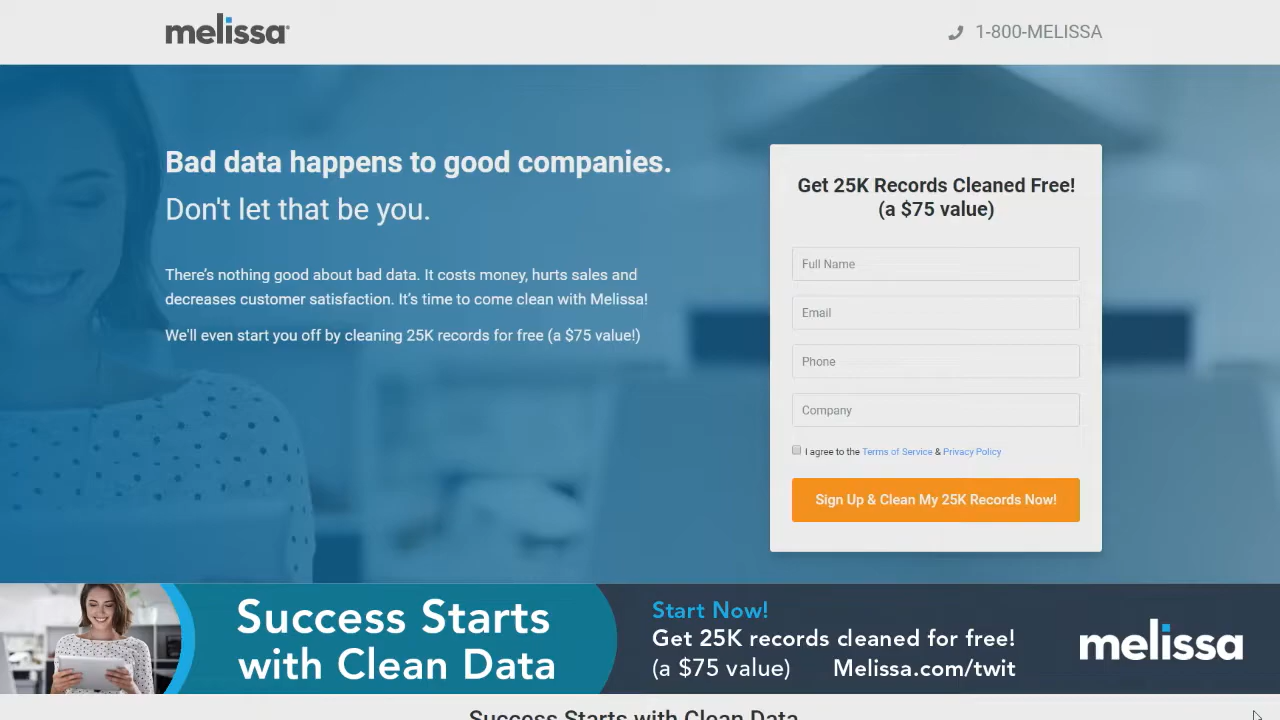 melissa
1-800-MELISSA
Bad data happens to good companies.
Don't let that be you.
There's nothing good about bad data. It costs money, hurts sales and
decreases customer satisfaction. It's time to come clean with Melissa!
We'll even start you off by cleaning 25K records for free (a $75 value!)
Get 25K Records Cleaned Free!
(a $75 value)
Full Name
Email
Phone
Company
I agree to the Terms of Service & Privacy Policy
Sign Up & Clean My 25K Records Now!
Success Starts
with Clean Data
Start Now!
Get 25K records cleaned for free!
(a $75 value) Melissa.com/twit
melissa
Success Starts with Clean Data